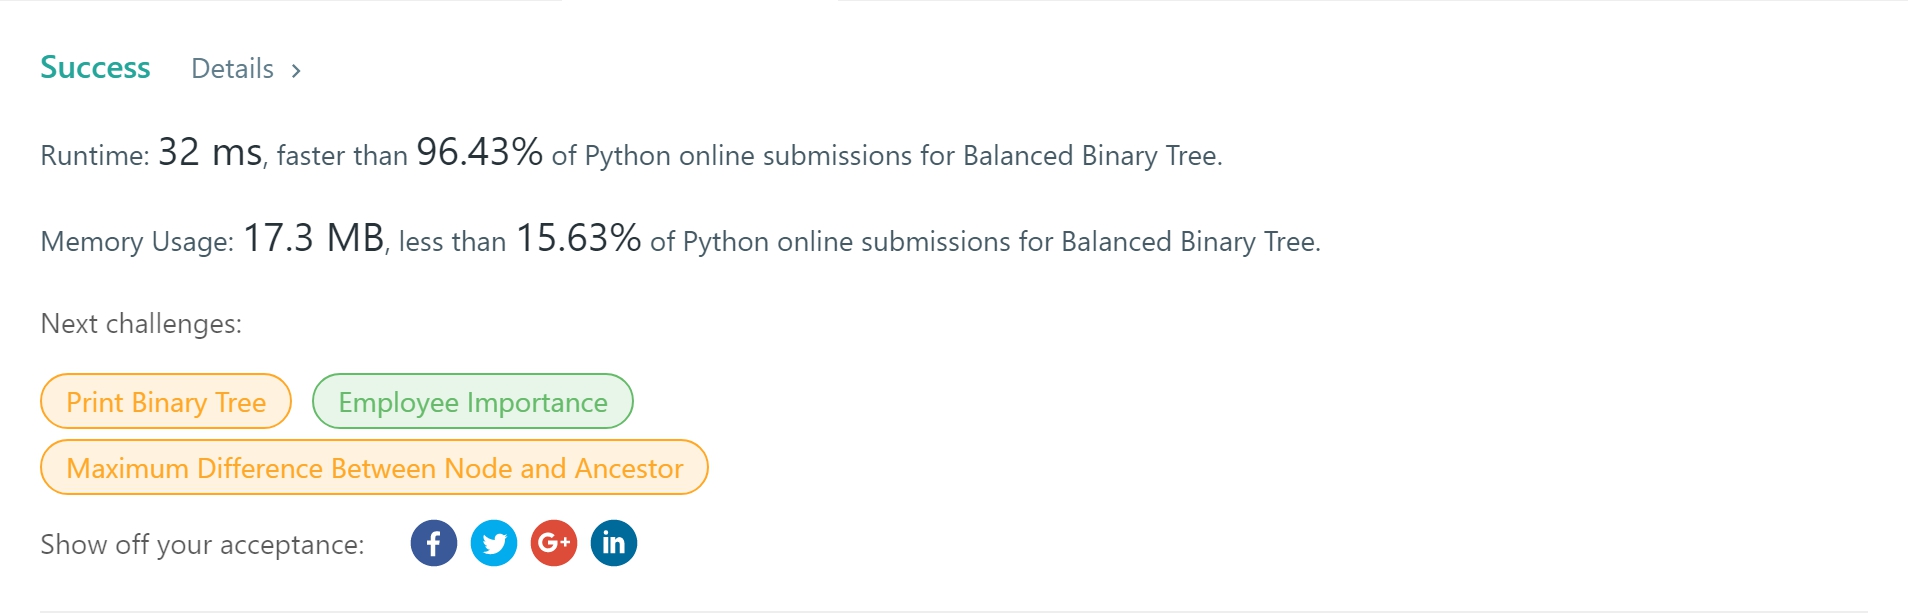 Success Details >
Runtime: 32 ms, faster than 96.43% of Python online submissions for Balanced Binary Tree.
Memory Usage: 17.3 MB, less than 15.63% of Python online submissions for Balanced Binary Tree.
Next challenges:
Print Binary Tree Employee Importance
Maximum Difference Between Node and Ancestor
Show off your acceptance: f G+ in